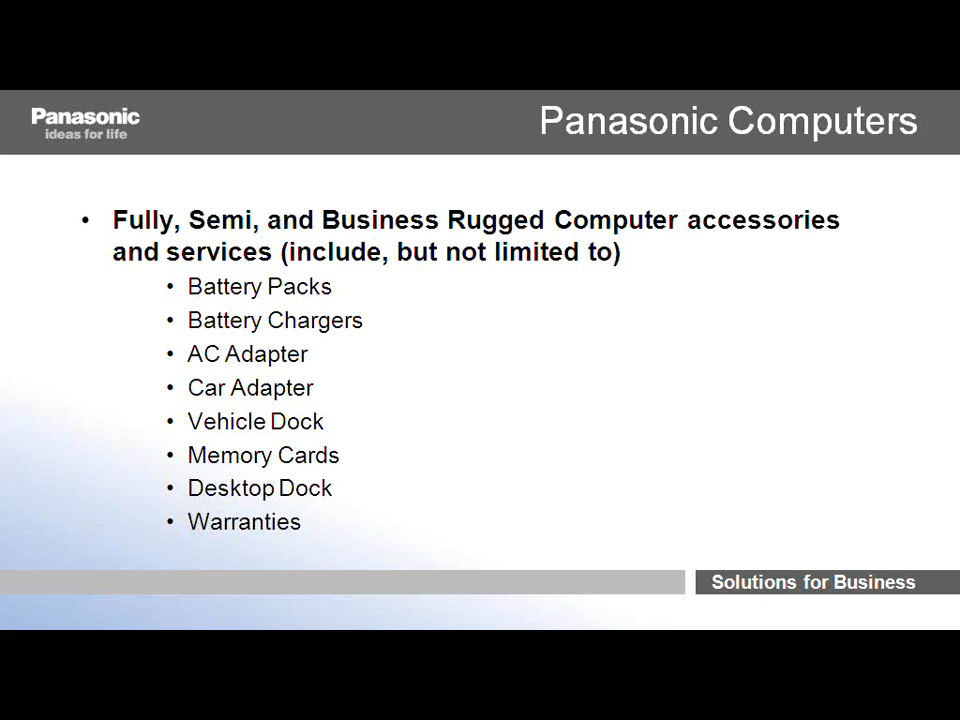 Panasonic
ideas for life
Panasonic Computers
• Fully, Semi, and Business Rugged Computer accessories
and services (include, but not limited to)
• Battery Packs
• Battery Chargers
• AC Adapter
• Car Adapter
• Vehicle Dock
• Memory Cards
• Desktop Dock
• Warranties
Solutions for Business